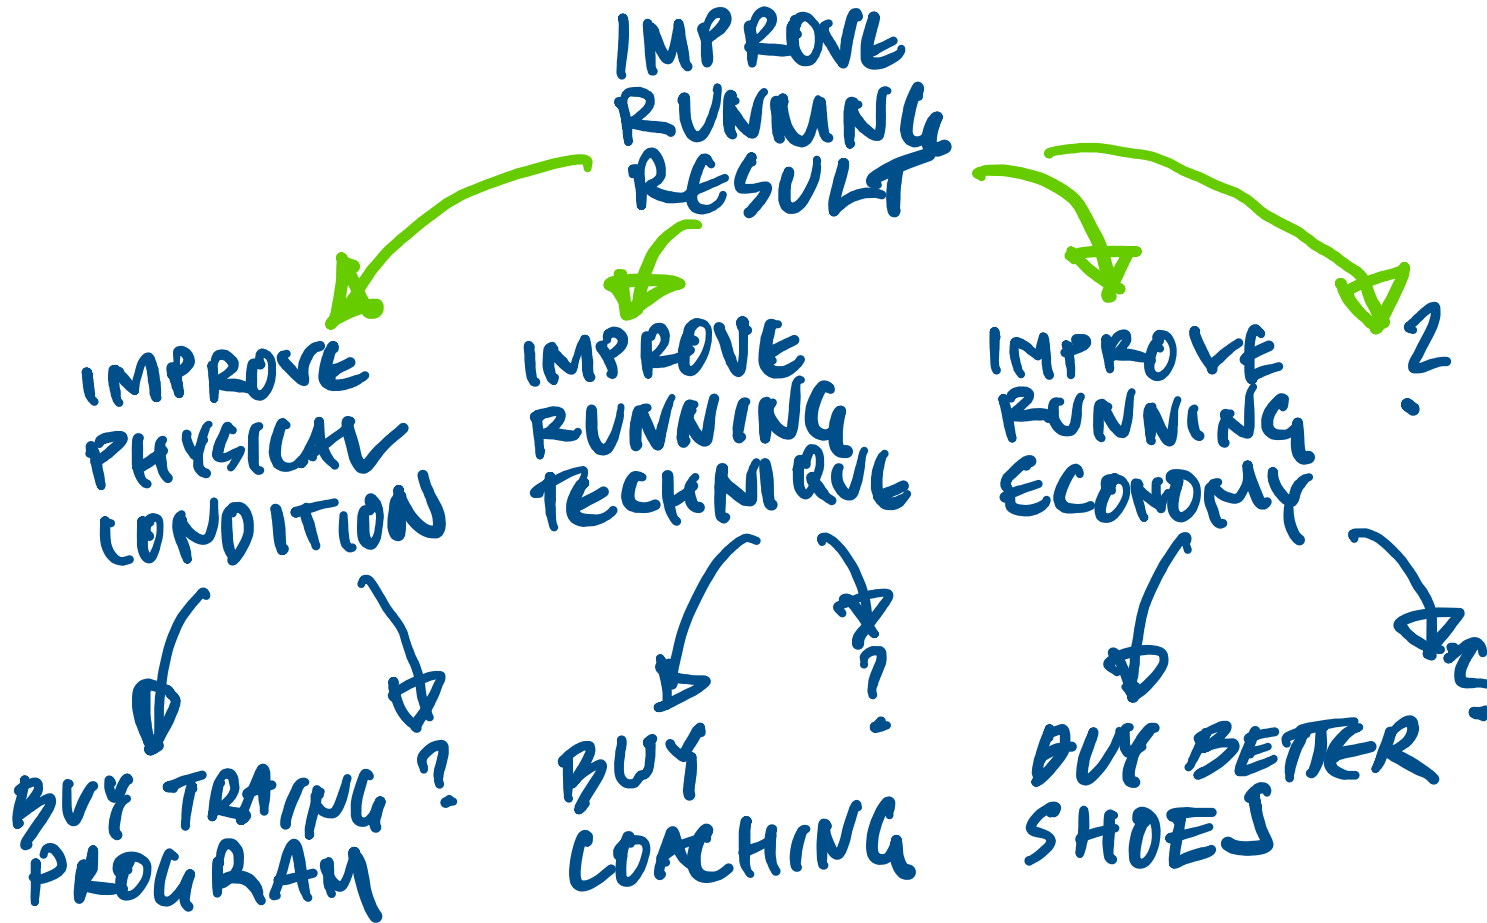 IMPROVE
RUNNING
RESULT
?
IMPROVE
PHYSICAL
CONDITION
IMPROVE
RUNNING
TECHNIQUE
IMPROVE
RUNNING
ECONOMY
?
?
?
BUY TRAING
PROGRAM
BUY
COACHING
BUY BETTER
SHOES